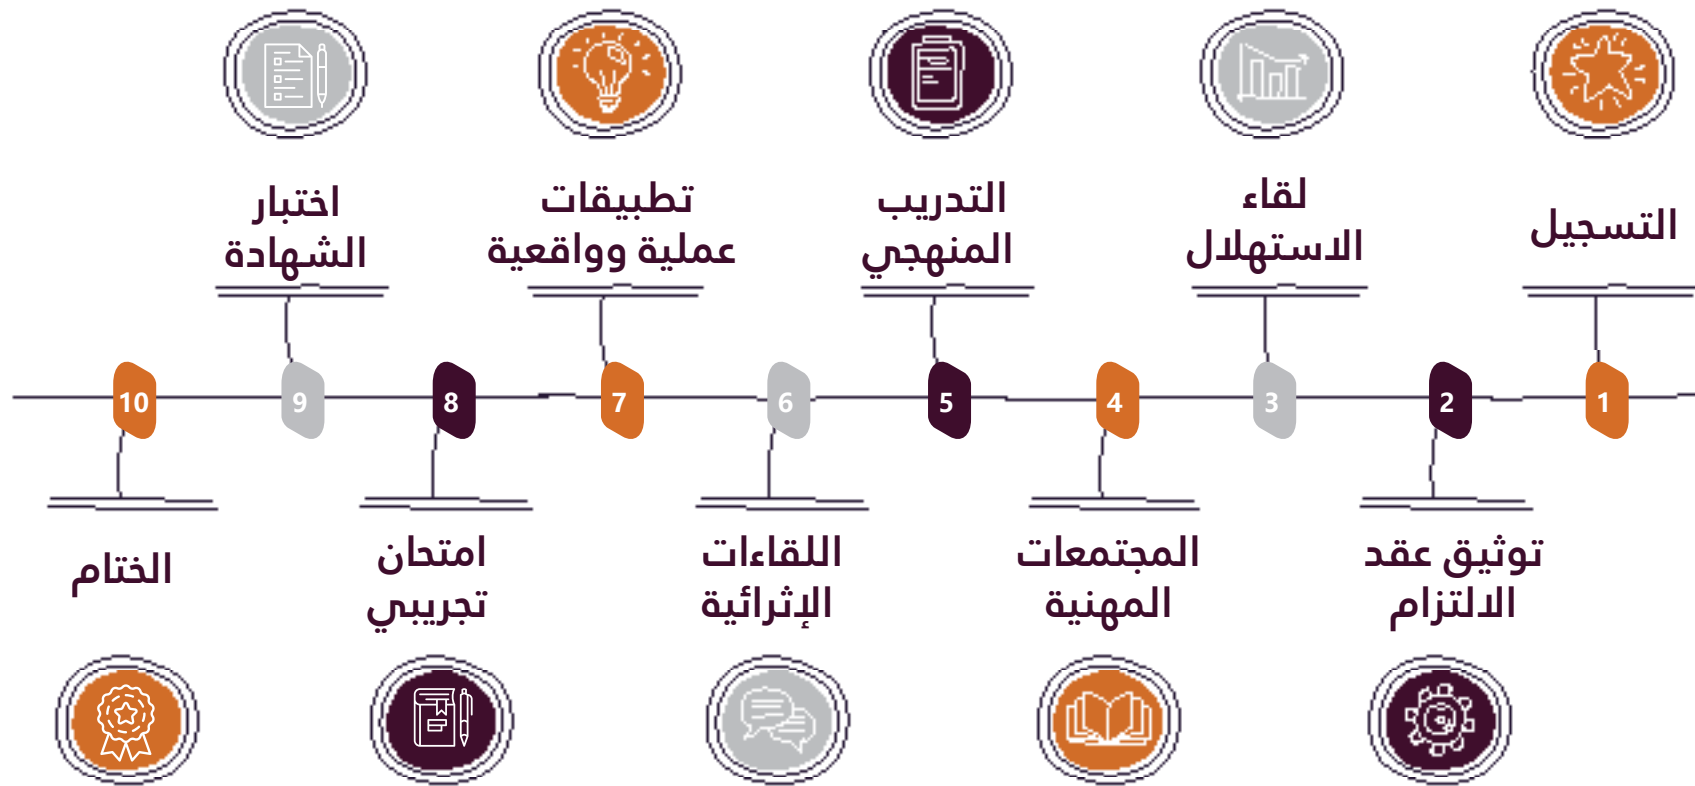 1
التسجيل
2
توثيق عقد
الالتزام
3
لقاء
الاستهلال
4
المجتمعات
المهنية
5
التدريب
المنهجي
6
اللقاءات
الإثرائية
7
تطبيقات
عملية وواقعية
8
امتحان
تجريبي
9
اختبار
الشهادة
10
الختام